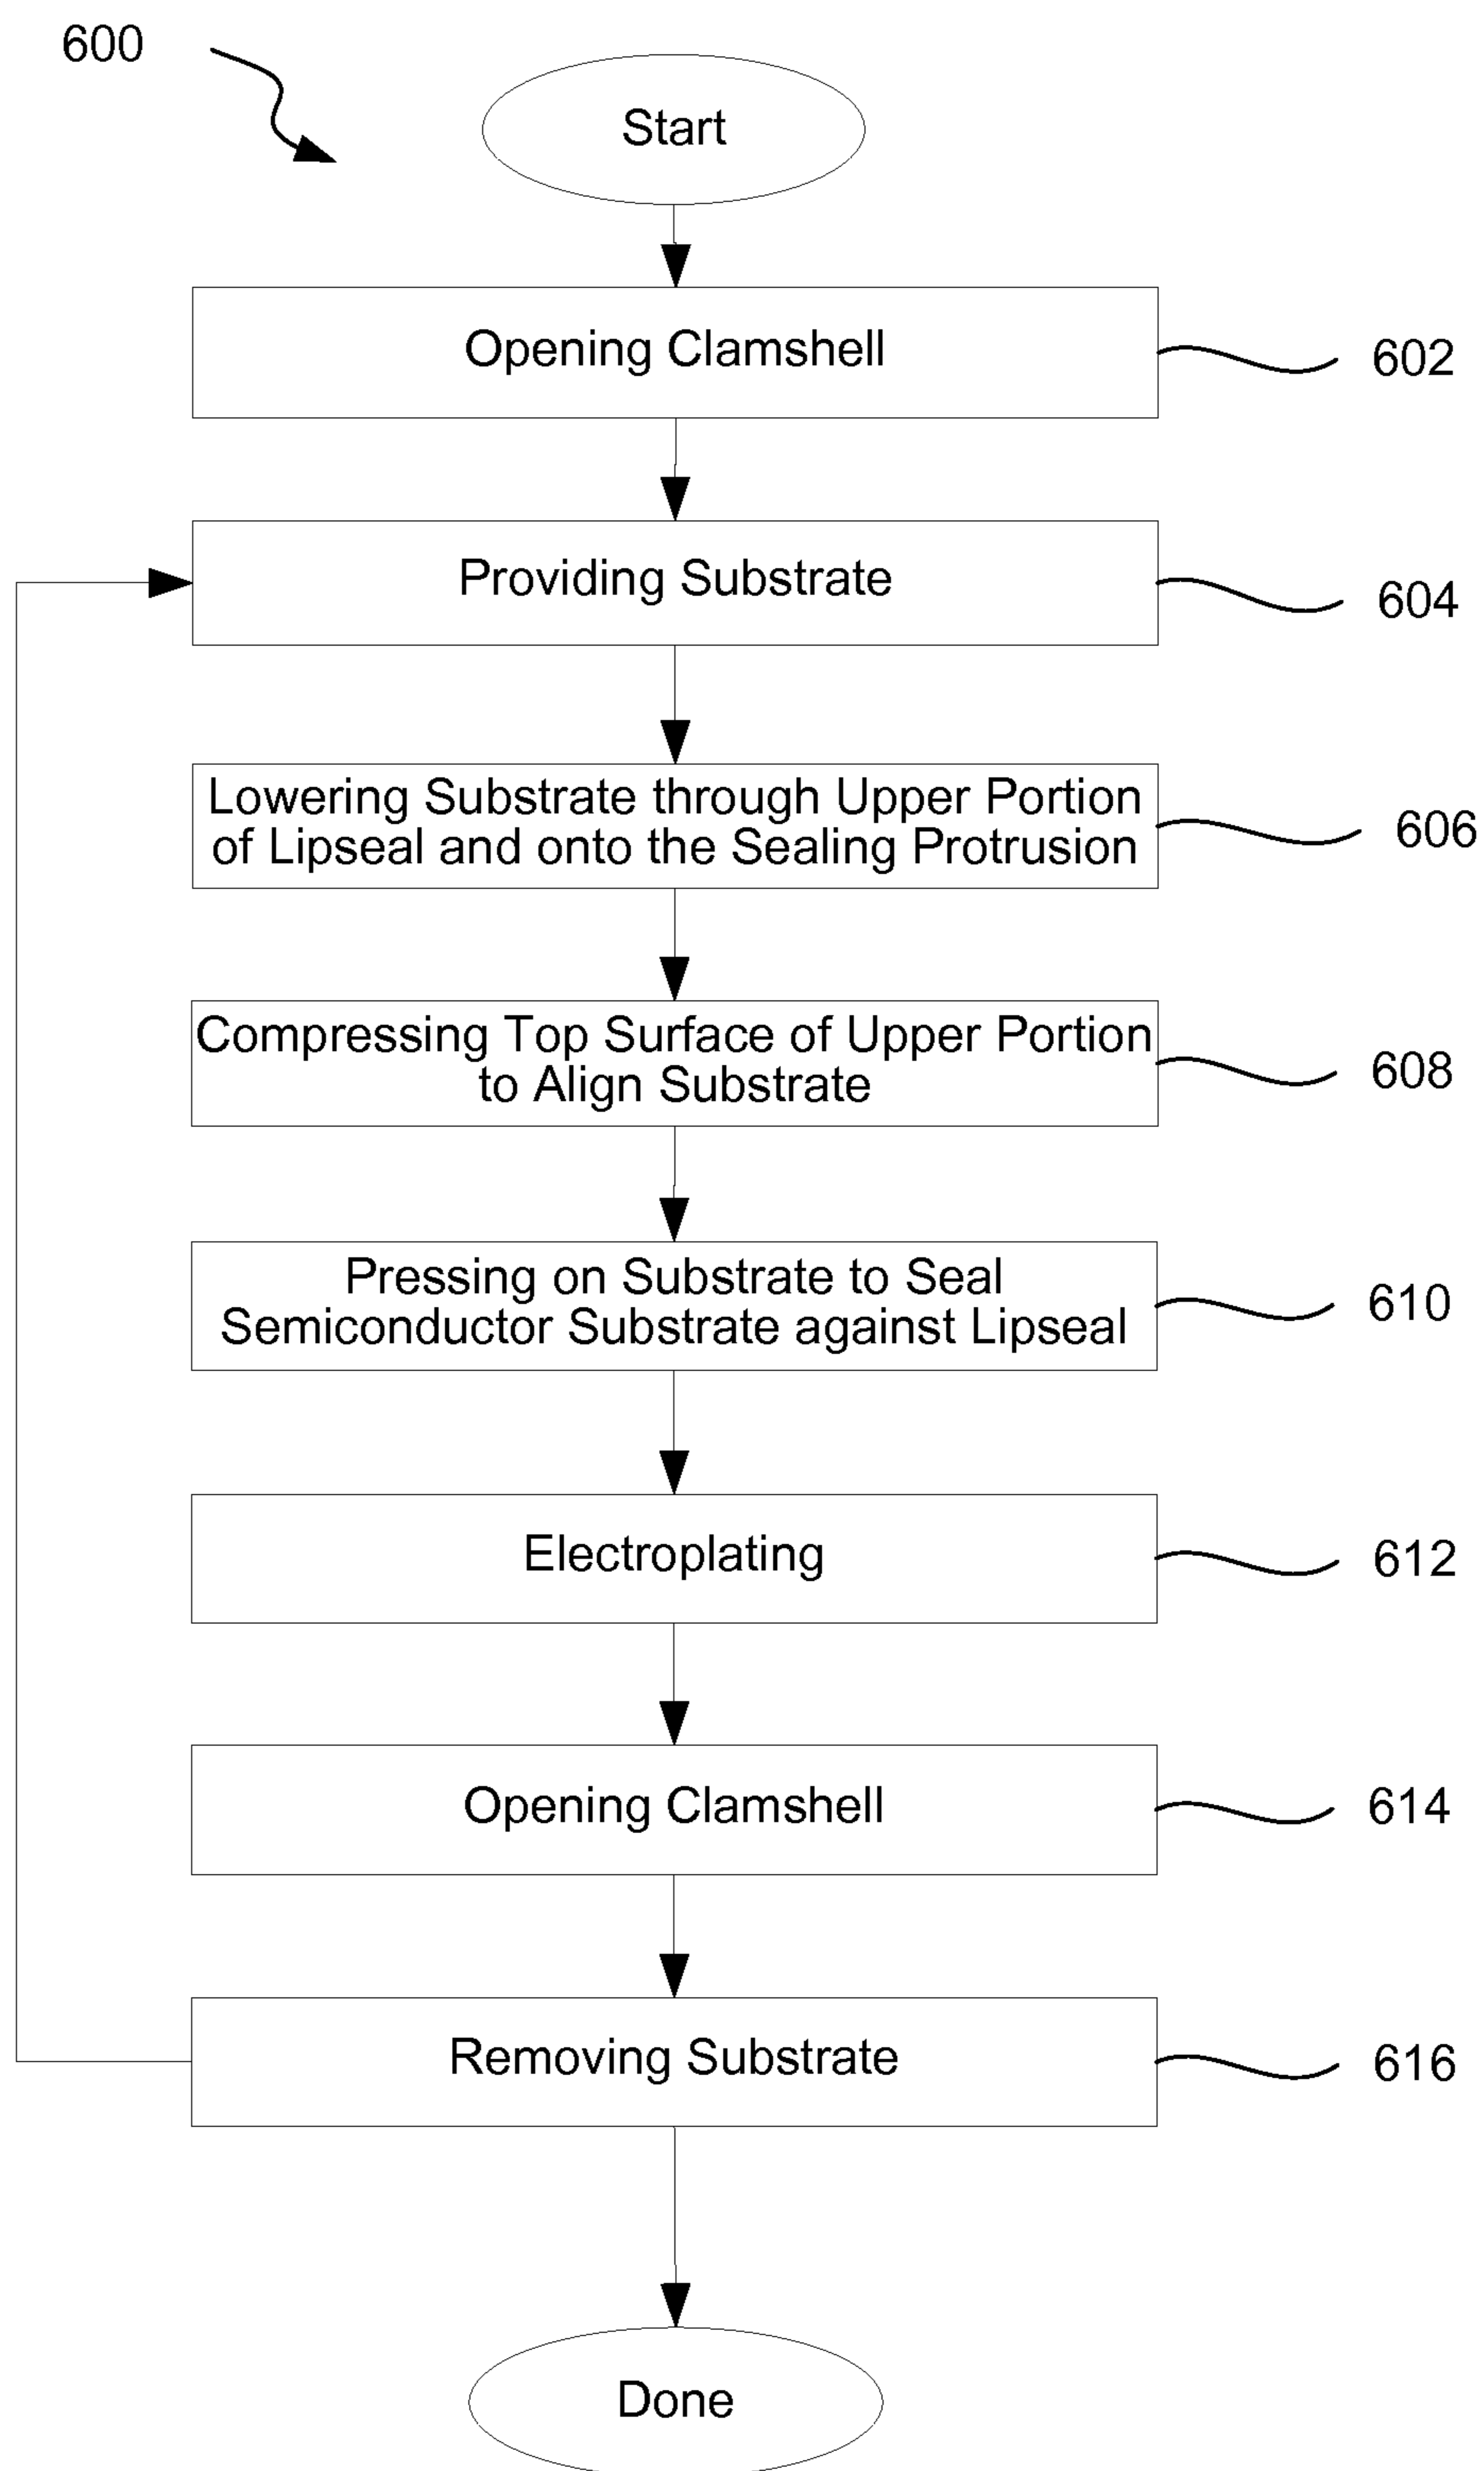 600
Start
Opening Clamshell
602
Providing Substrate
604
Lowering Substrate through Upper Portion
of Lipseal and onto the Sealing Protrusion
606
Compressing Top Surface of Upper Portion
to Align Substrate
608
Pressing on Substrate to Seal
Semiconductor Substrate against Lipseal
610
Electroplating
612
Opening Clamshell
614
Removing Substrate
616
Done